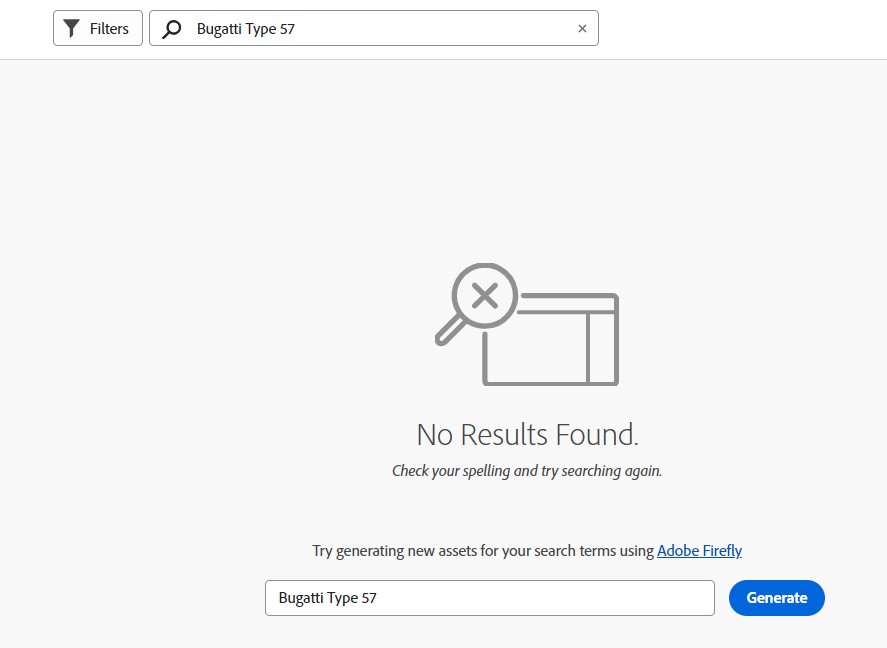 Filters
Bugatti Type 57
No Results Found.
Check your spelling and try searching again.
Try generating new assets for your search terms using Adobe Firefly
Bugatti Type 57
Generate